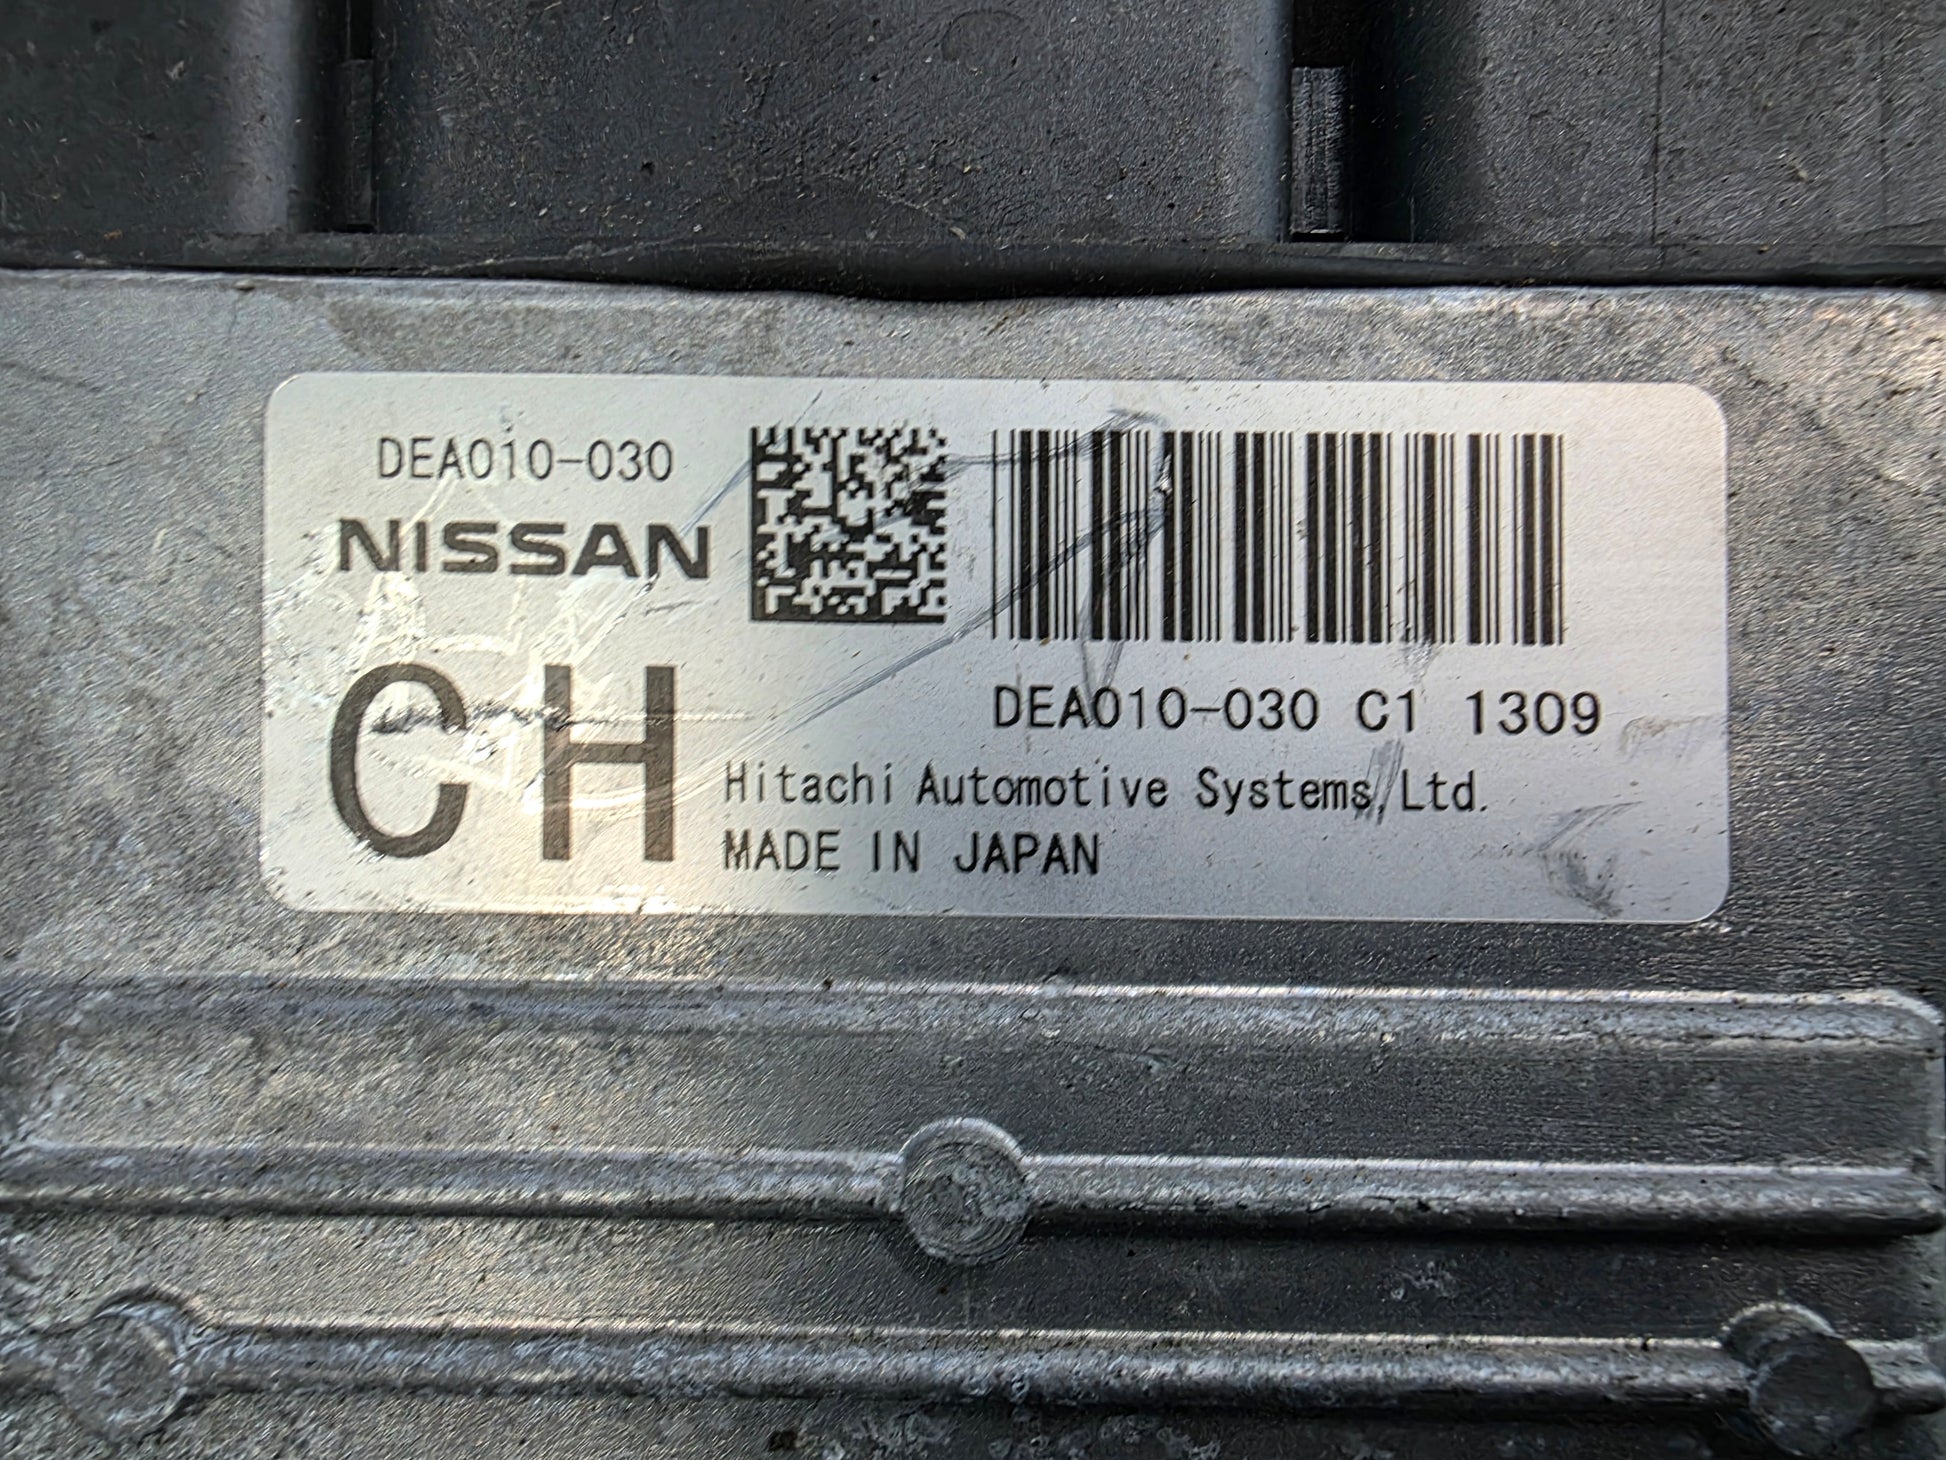 DEA010-030
NISSAN
CH
DEA010-030 C1 1309
Hitachi Automotive Systems,Ltd.
MADE IN JAPAN